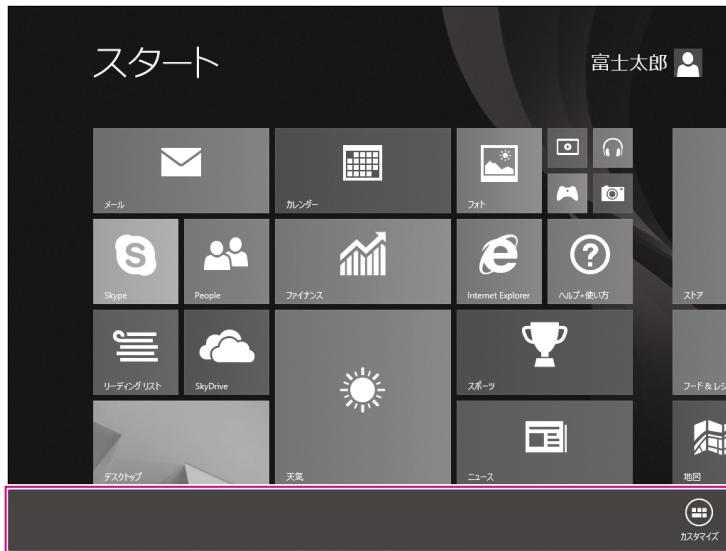 スタート
富士太郎
メール
カレンダー
フォト
Skype
People
ファイナンス
Internet Explorer
ヘルプ+使い方
ストア
リーディング リスト
SkyDrive
スポーツ
フード & レシ
デスクトップ
天気
ニュース
地図
カスタマイズ